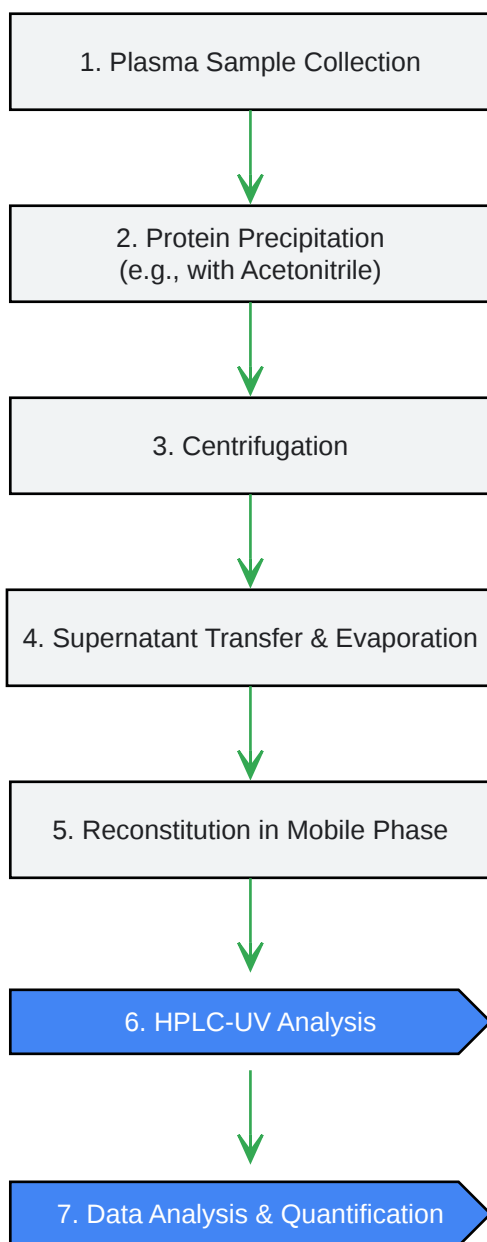 1. Plasma Sample Collection
2. Protein Precipitation
(e.g., with Acetonitrile)
3. Centrifugation
4. Supernatant Transfer & Evaporation
5. Reconstitution in Mobile Phase
6. HPLC-UV Analysis
7. Data Analysis & Quantification